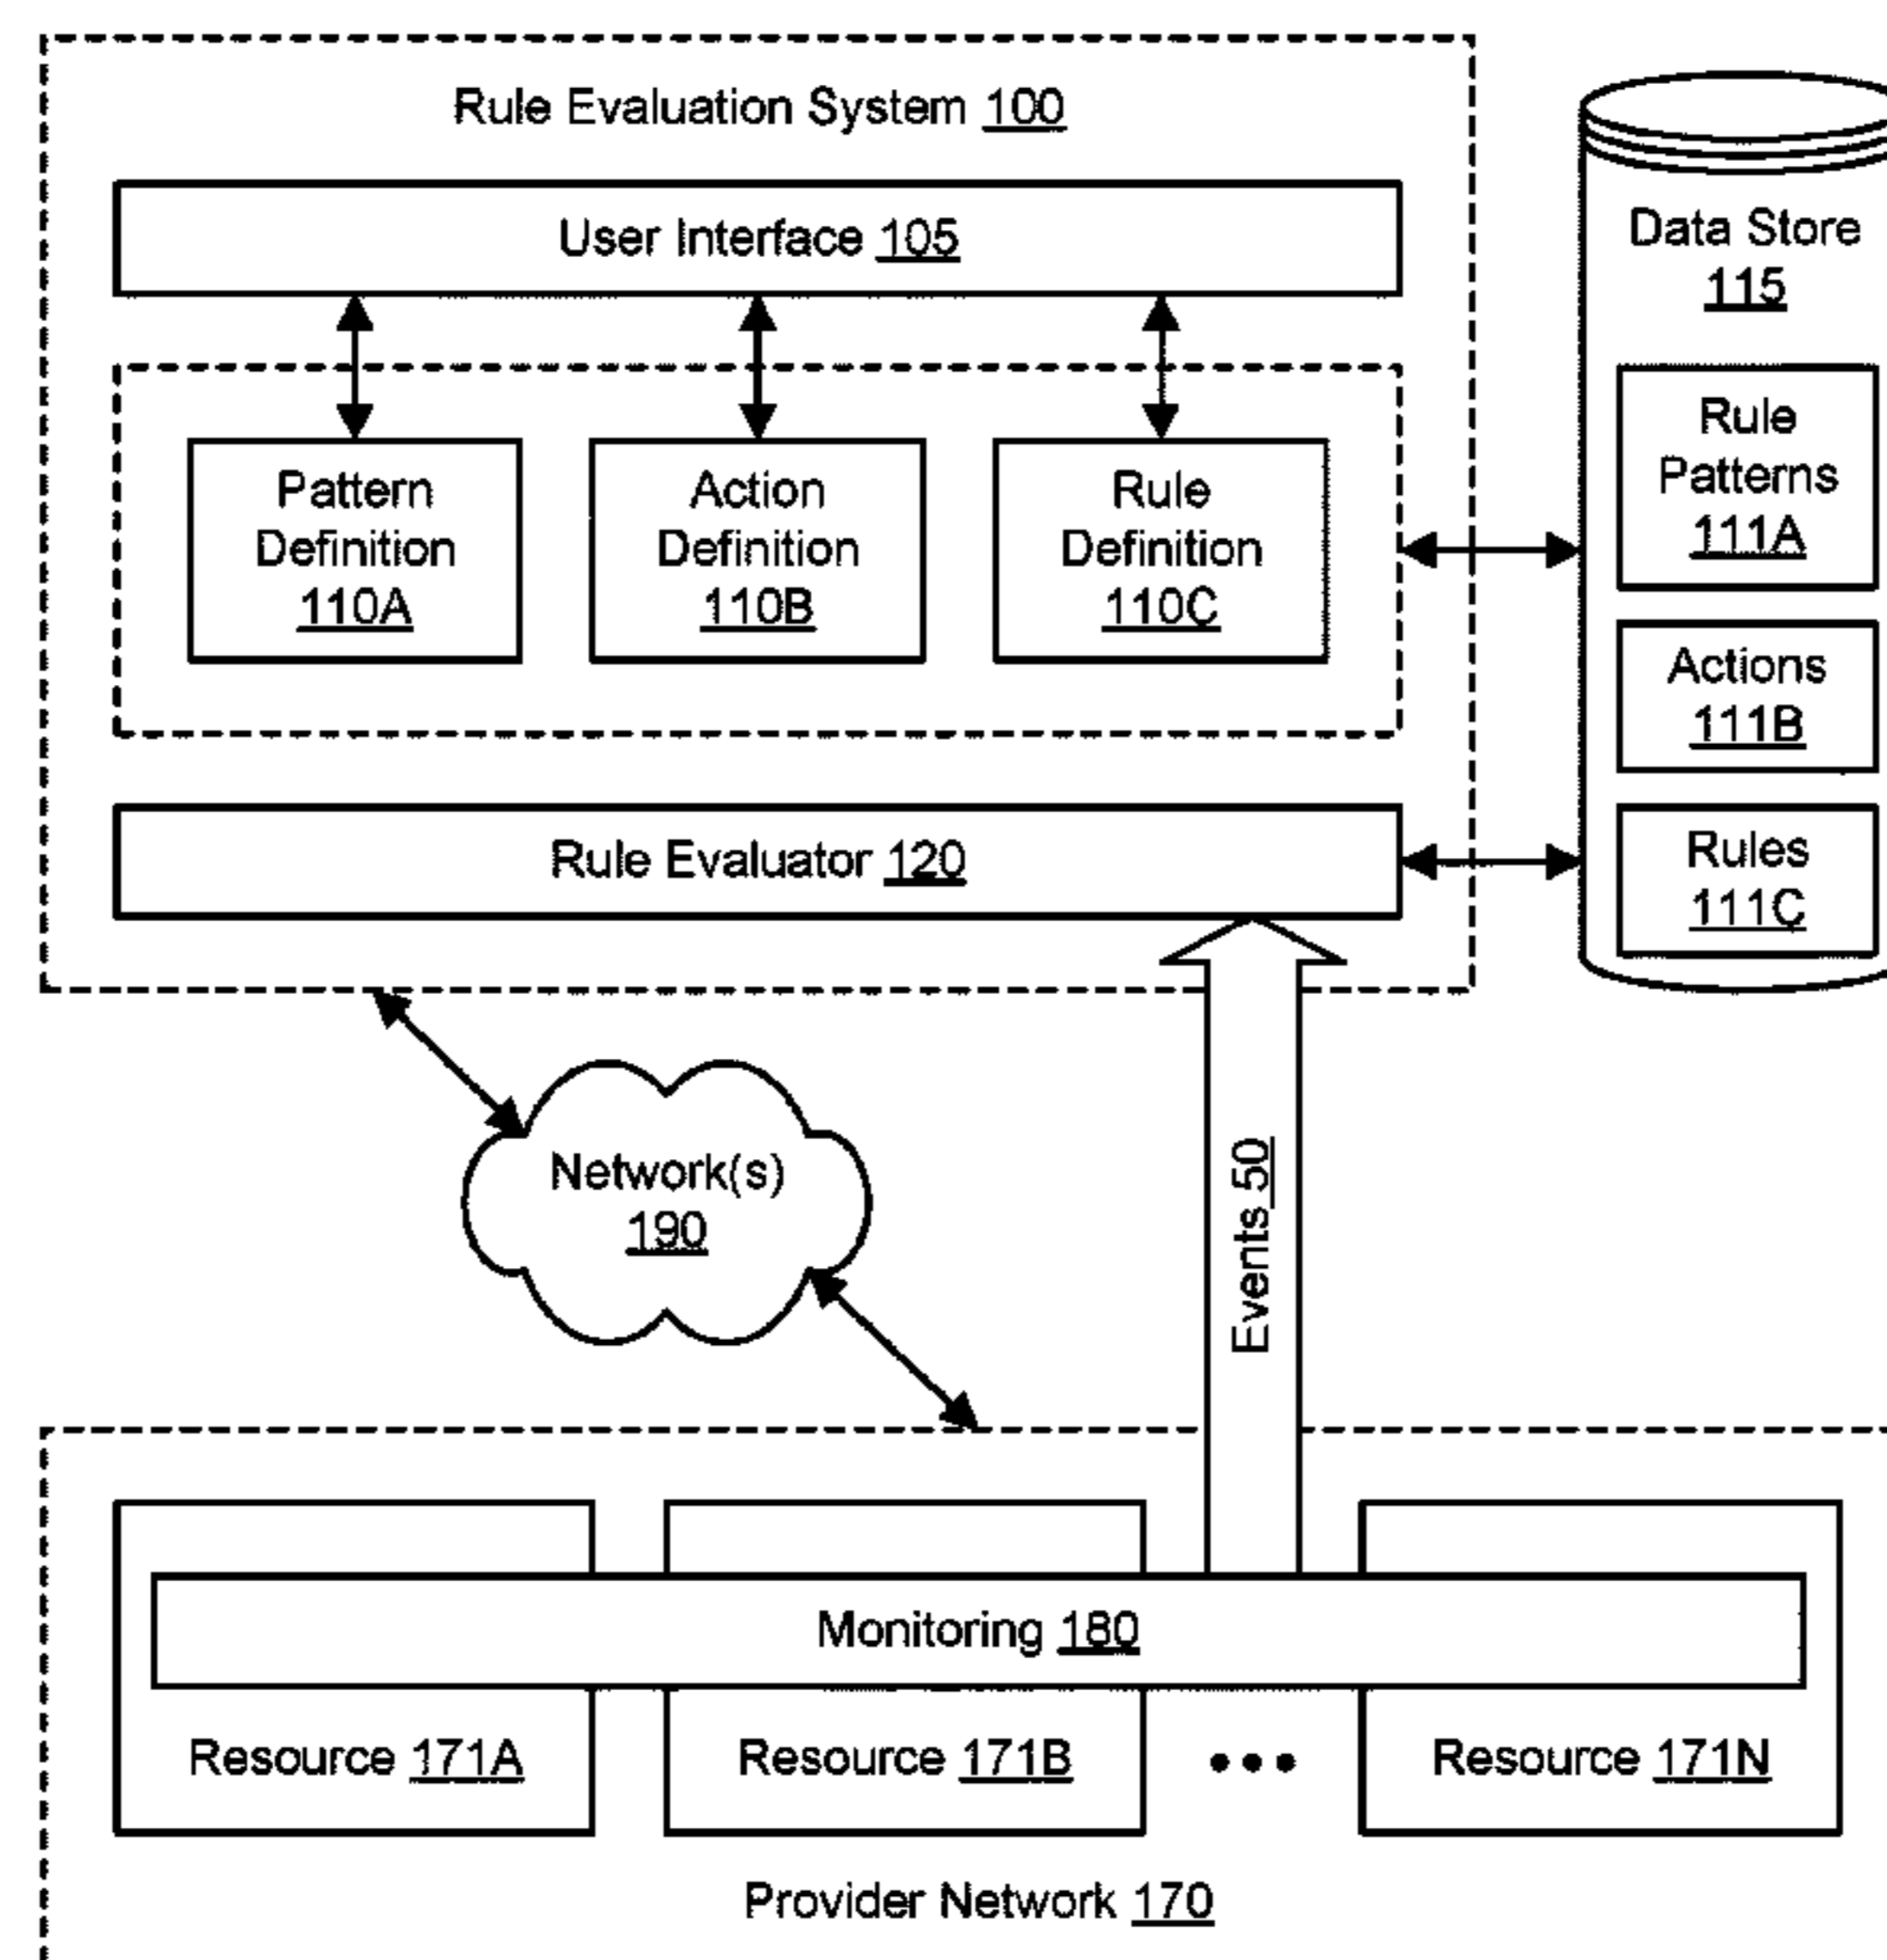 Rule Evaluation System 100
User Interface 105
Pattern
Definition
110A
Action
Definition
110B
Rule
Definition
110C
Rule Evaluator 120
Data Store
115
Rule
Patterns
111A
Actions
111B
Rules
111C
Network(s)
190
Events 50
Monitoring 180
Resource 171A
Resource 171B
•••
Resource 171N
Provider Network 170